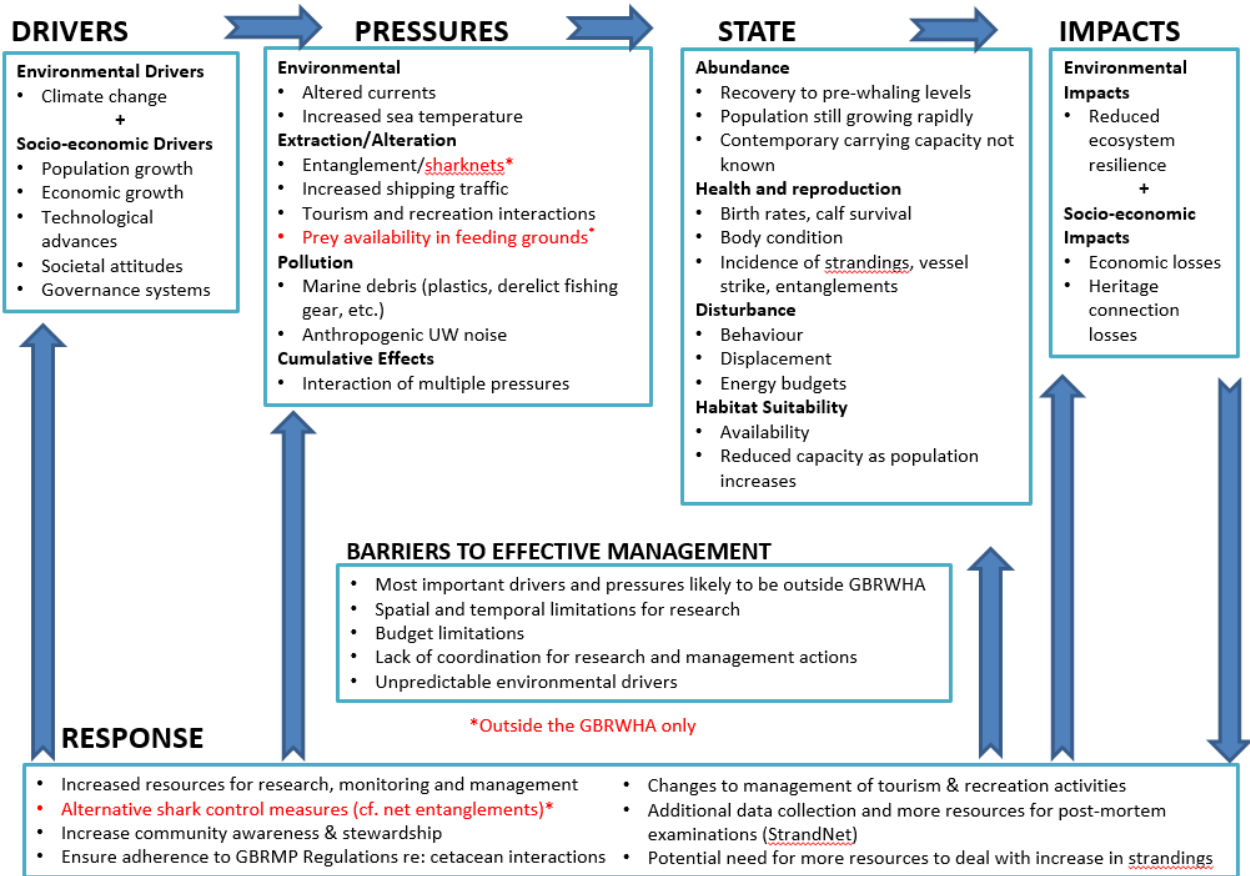 DRIVERS
Environmental Drivers
• Climate change
+
Socio-economic Drivers
• Population growth
• Economic growth
• Technological
advances
• Societal attitudes
• Governance systems
PRESSURES
Environmental
• Altered currents
• Increased sea temperature
Extraction/Alteration
• Entanglement/sharknets*
• Increased shipping traffic
• Tourism and recreation interactions
• Prey availability in feeding grounds*
Pollution
• Marine debris (plastics, derelict fishing
gear, etc.)
• Anthropogenic UW noise
Cumulative Effects
• Interaction of multiple pressures
STATE
Abundance
• Recovery to pre-whaling levels
• Population still growing rapidly
• Contemporary carrying capacity not
known
Health and reproduction
• Birth rates, calf survival
• Body condition
• Incidence of strandings, vessel
strike, entanglements
Disturbance
• Behaviour
• Displacement
• Energy budgets
Habitat Suitability
• Availability
• Reduced capacity as population
increases
IMPACTS
Environmental
Impacts
• Reduced
ecosystem
resilience
+
Socio-economic
Impacts
• Economic losses
• Heritage
connection
losses
BARRIERS TO EFFECTIVE MANAGEMENT
• Most important drivers and pressures likely to be outside GBRWHA
• Spatial and temporal limitations for research
• Budget limitations
• Lack of coordination for research and management actions
• Unpredictable environmental drivers
*Outside the GBRWHA only
RESPONSE
• Increased resources for research, monitoring and management
• Alternative shark control measures (cf. net entanglements)*
• Increase community awareness & stewardship
• Ensure adherence to GBRMP Regulations re: cetacean interactions
• Changes to management of tourism & recreation activities
• Additional data collection and more resources for post-mortem
examinations (StrandNet)
• Potential need for more resources to deal with increase in strandings